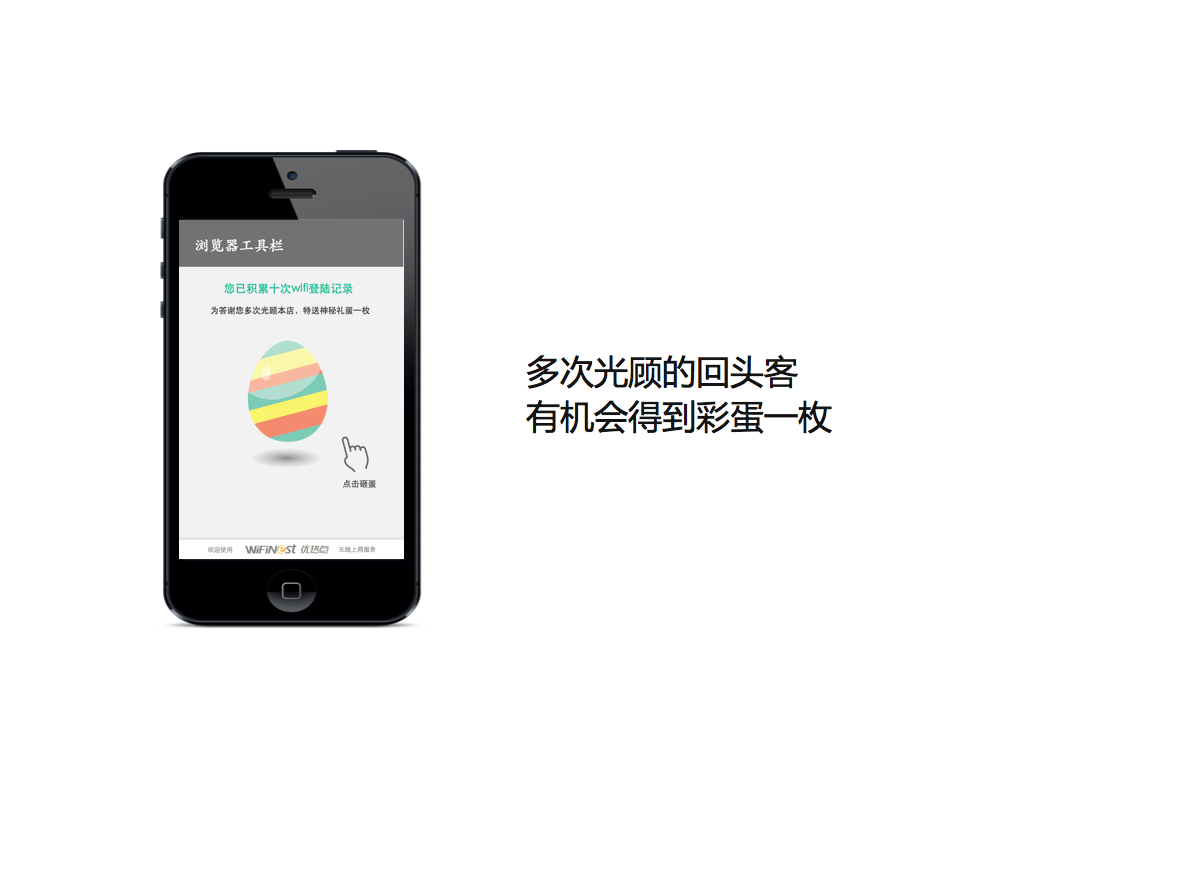 浏览器工具栏
您已积累十次wifi登陆记录
为答谢您多次光顾本店，特送神秘礼蛋一枚
点击砸蛋
欢迎使用 WiFiNest 优热点 无线上网服务
多次光顾的回头客
有机会得到彩蛋一枚